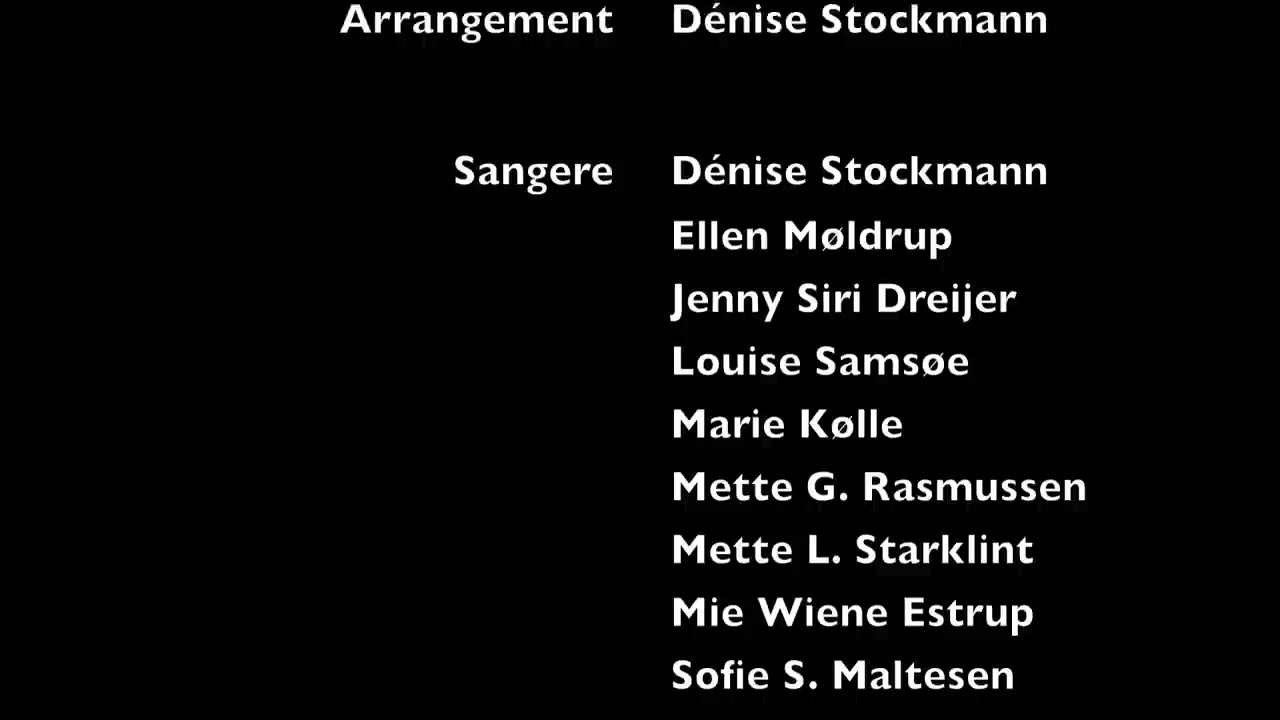 Arrangement Dénise Stockmann
Sangere Dénise Stockmann
Ellen Møldrup
Jenny Siri Dreijer
Louise Samsøe
Marie Kølle
Mette G. Rasmussen
Mette L. Starklint
Mie Wiene Estrup
Sofie S. Maltesen